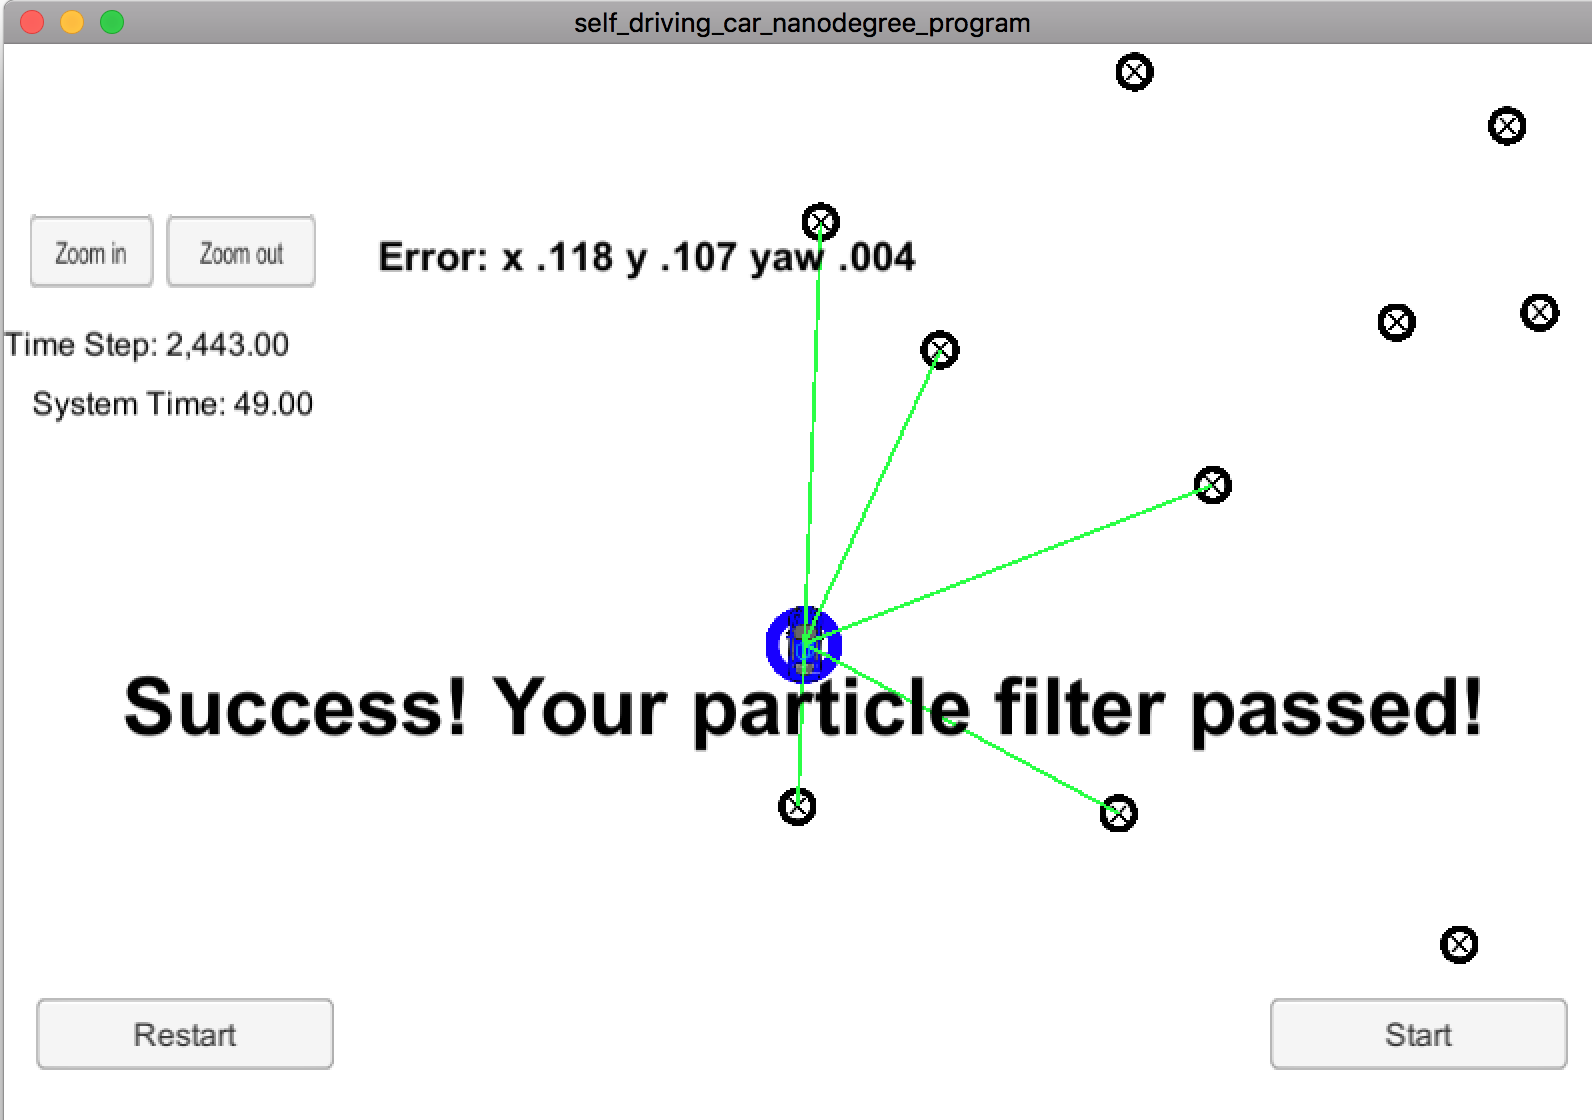 self_driving_car_nanodegree_program
Zoom in
Zoom out
Error: x .118 y .107 yaw .004
Time Step: 2,443.00
System Time: 49.00
Success! Your particle filter passed!
Restart
Start